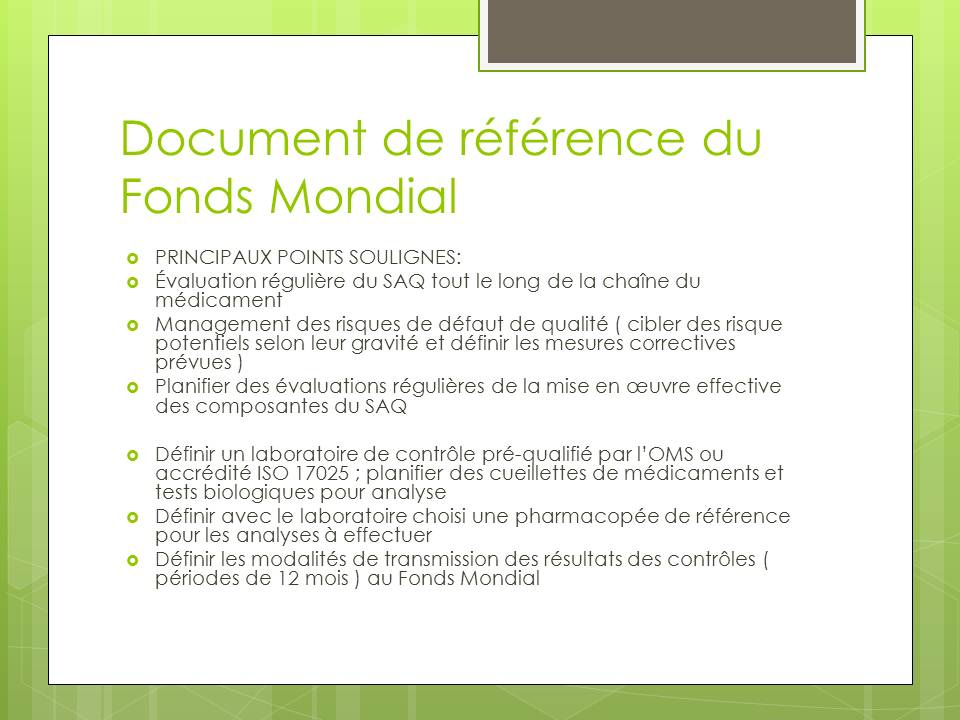 Document de référence du
Fonds Mondial
PRINCIPAUX POINTS SOULIGNES:
Évaluation régulière du SAQ tout le long de la chaîne du
médicament
Management des risques de défaut de qualité ( cibler des risque
potentiels selon leur gravité et définir les mesures correctives
prévues )
Planifier des évaluations régulières de la mise en œuvre effective
des composantes du SAQ
Définir un laboratoire de contrôle pré-qualifié par l’OMS ou
accrédité ISO 17025 ; planifier des cueillettes de médicaments et
tests biologiques pour analyse
Définir avec le laboratoire choisi une pharmacopée de référence
pour les analyses à effectuer
Définir les modalités de transmission des résultats des contrôles (
périodes de 12 mois ) au Fonds Mondial